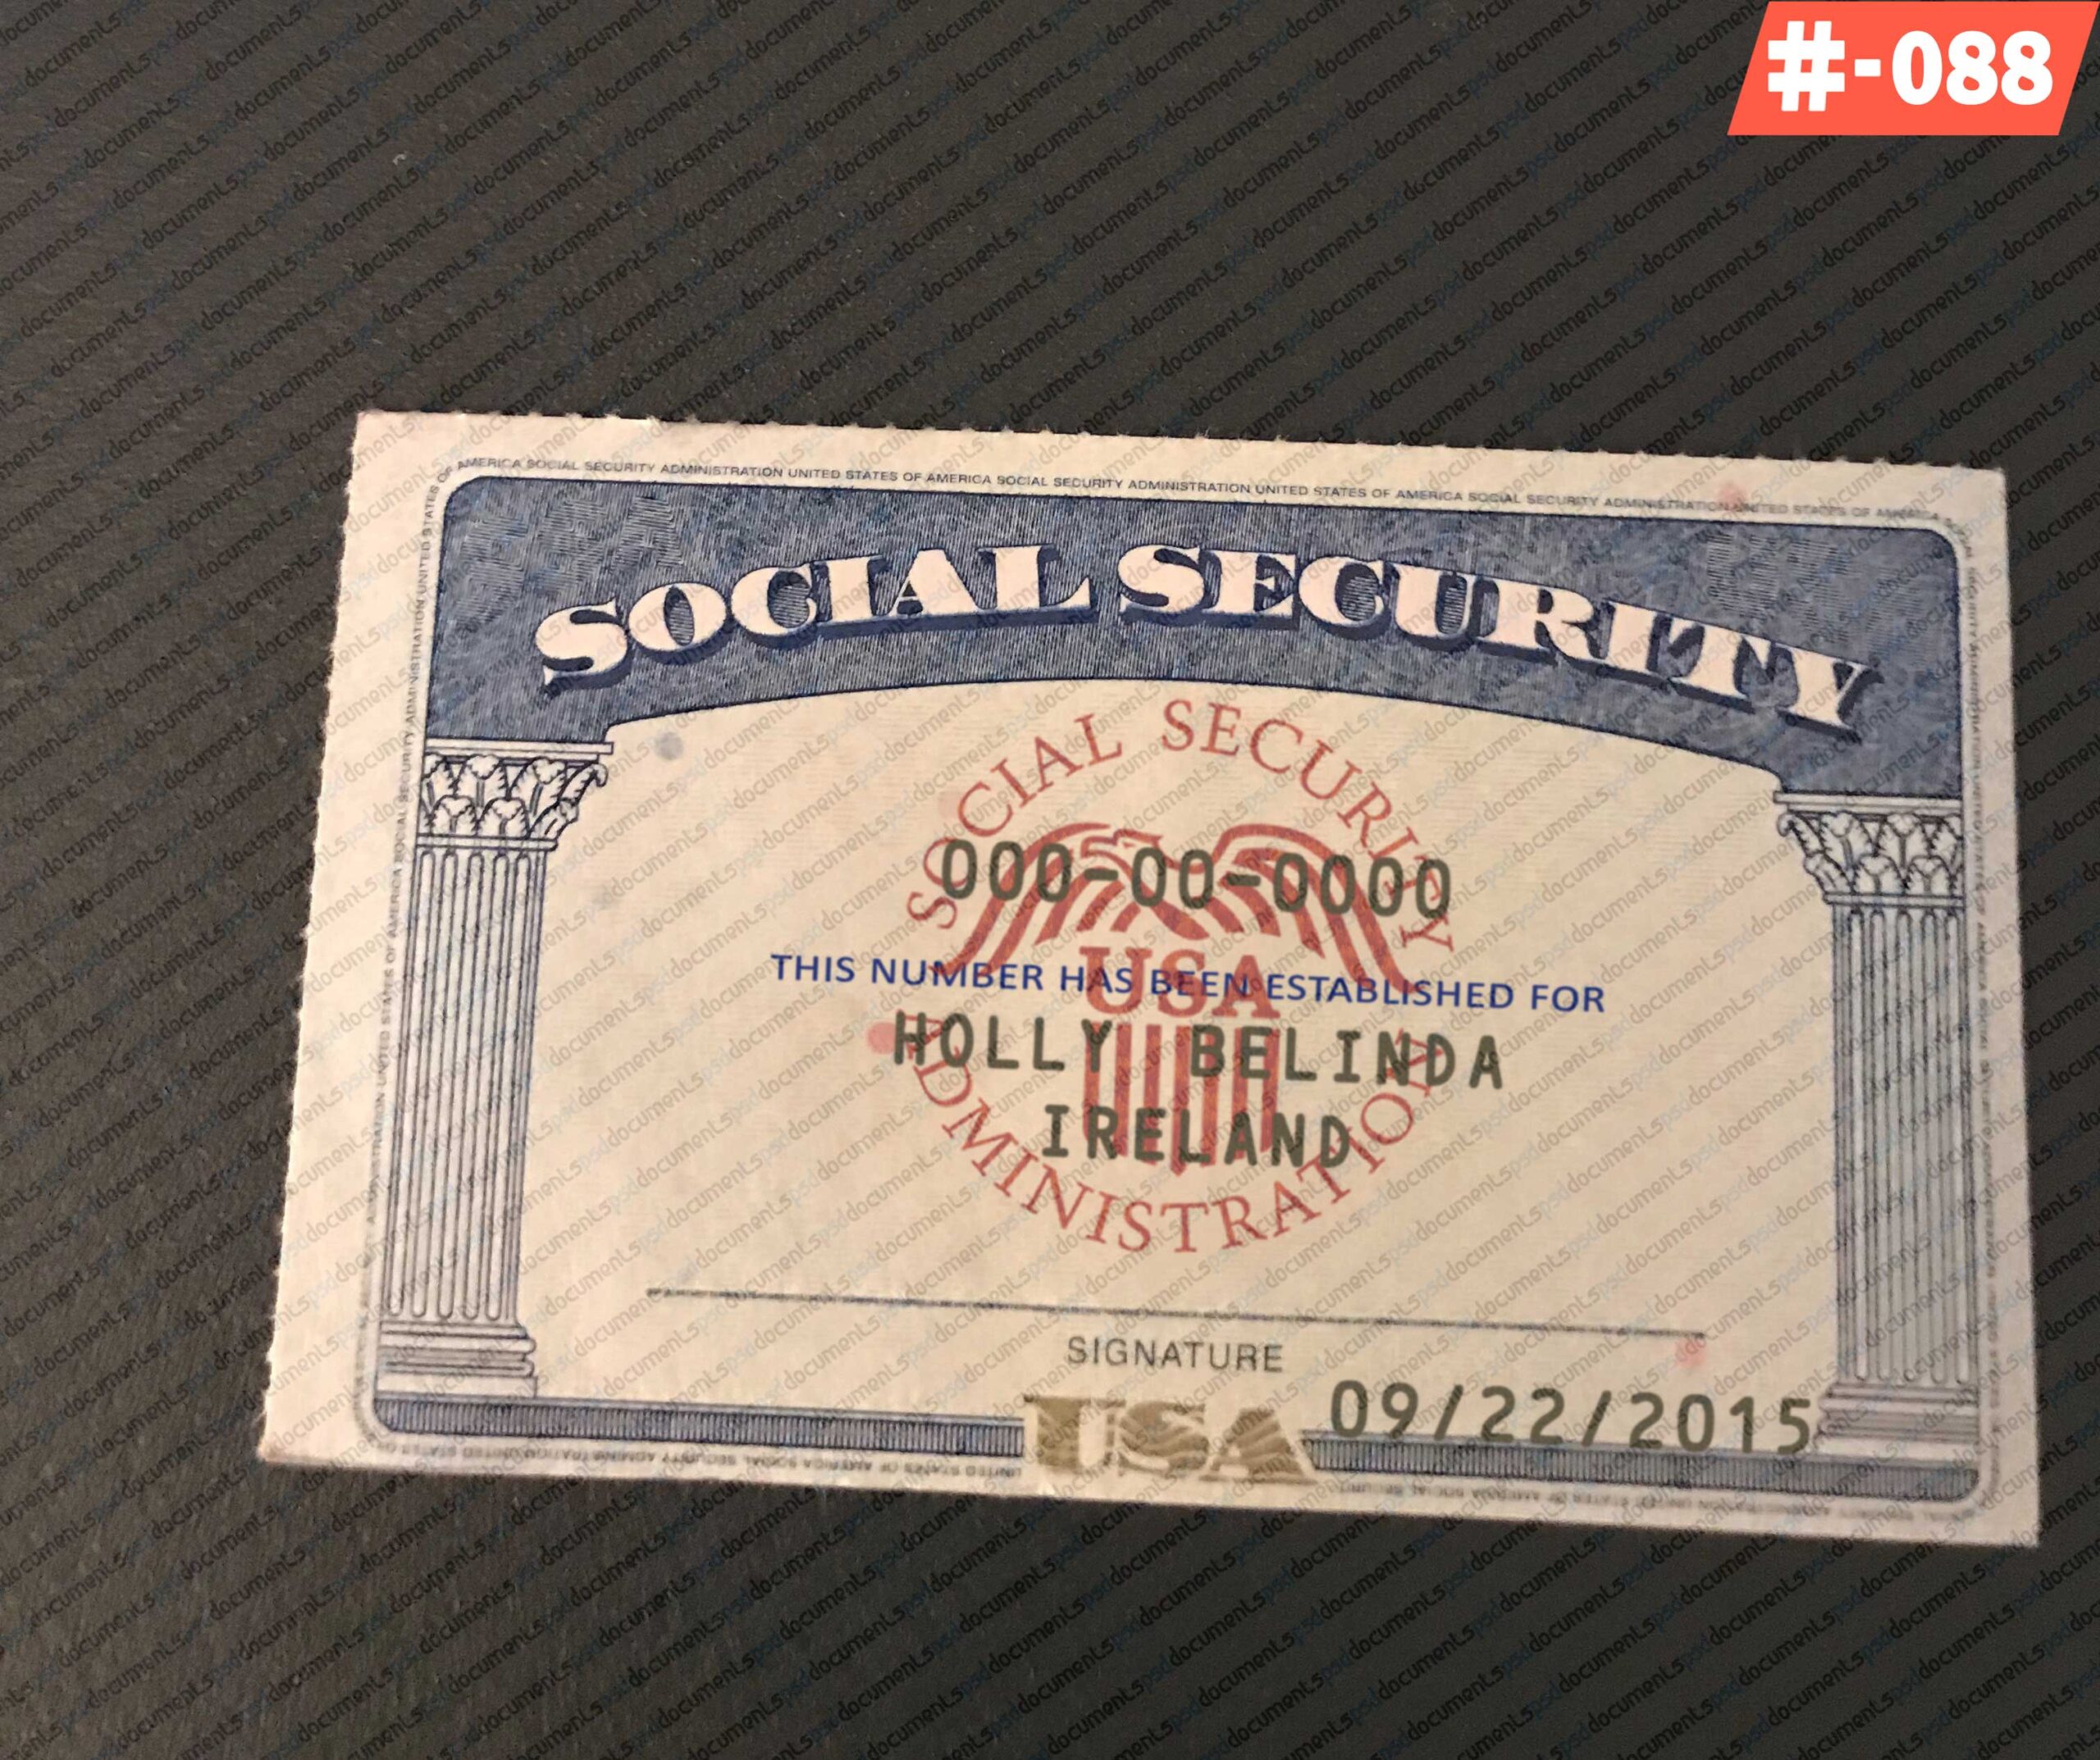 #-088
OF AMERICA SOCIAL SECURITY ADMINISTRATION UNITED STATES OF AMERICA SOCIAL SECURITY ADMINISTRATION UNITED STATES OF AMERICA SOCIAL SECURITY ADMINISTRATION UNITED STATES OF AMERICA
SOCIAL SECURITY
SOCIAL SECURITY
000-00-0000
USA
THIS NUMBER HAS BEEN ESTABLISHED FOR
HOLLY BELINDA
IRELAND
ADMINISTRATION
SIGNATURE
USA 09/22/2015